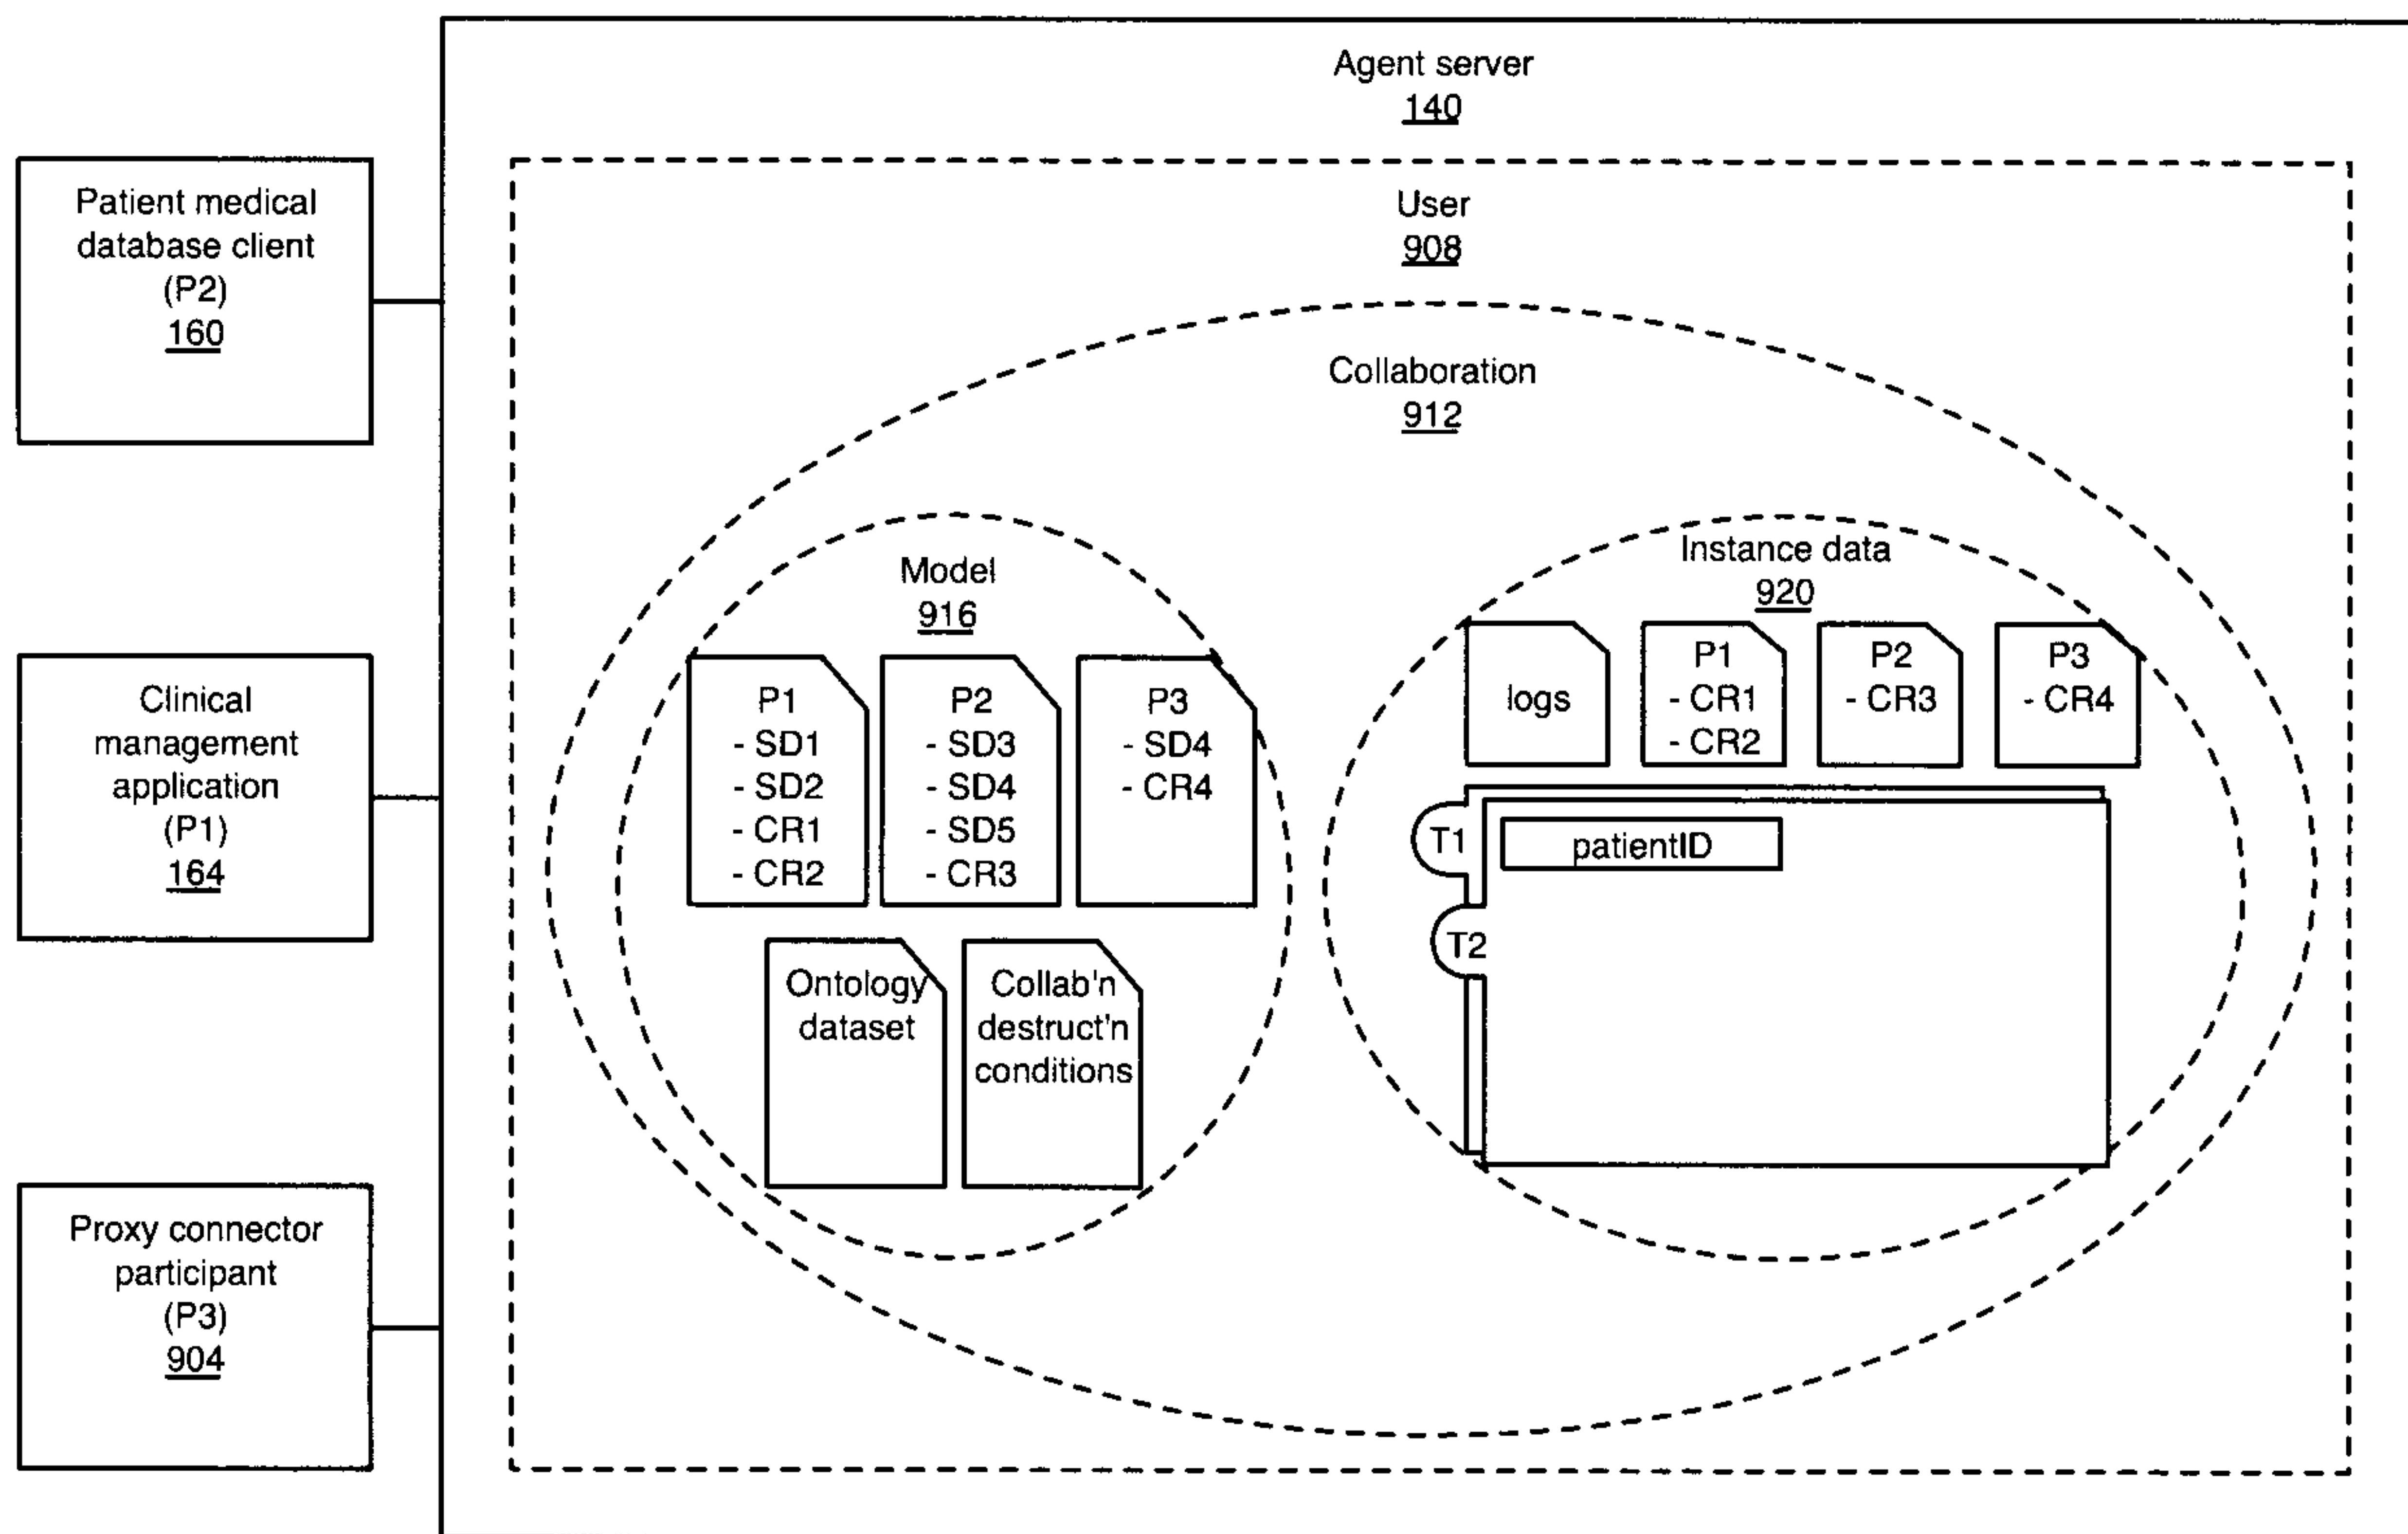 Agent server
140
Patient medical
database client
(P2)
160
Clinical
management
application
(P1)
164
Proxy connector
participant
(P3)
904
User
908
Collaboration
912
Model
916
P1
- SD1
- SD2
- CR1
- CR2
P2
- SD3
- SD4
- SD5
- CR3
P3
- SD4
- CR4
Ontology
dataset
Collab'n
destruct'n
conditions
Instance data
920
logs
P1
- CR1
- CR2
P2
- CR3
P3
- CR4
T1
patientID
T2